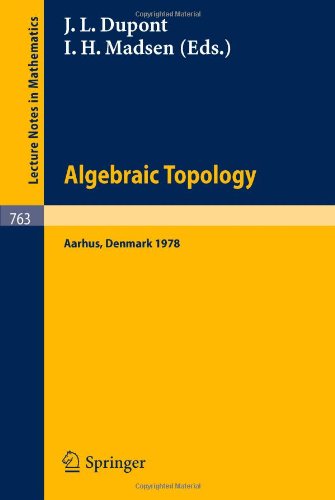 J. L. Dupont
I. H. Madsen (Eds.)
Lecture Notes in Mathematics
Algebraic Topology
763
Aarhus, Denmark 1978
Springer